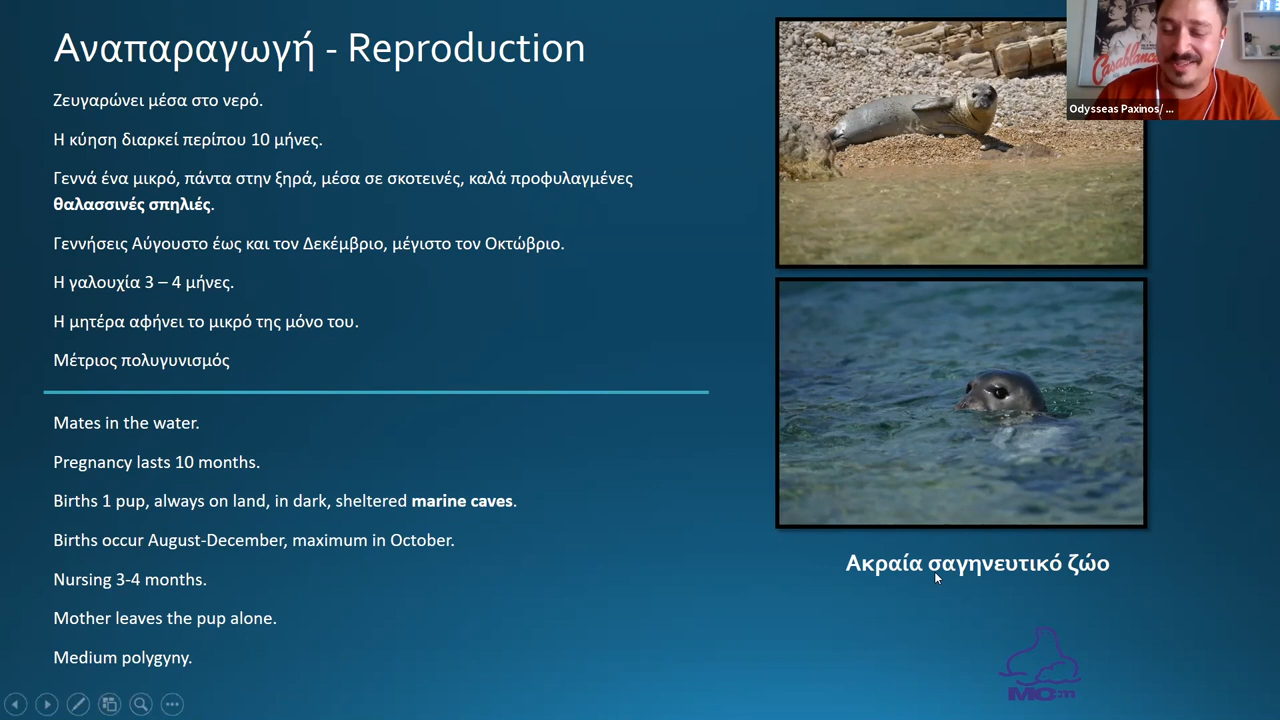 Αναπαραγωγή - Reproduction
Ζευγαρώνει μέσα στο νερό.
Η κύηση διαρκεί περίπου 10 μήνες.
Γεννά ένα μικρό, πάντα στην ξηρά, μέσα σε σκοτεινές, καλά προφυλαγμένες
θαλασσινές σπηλιές.
Γεννήσεις Αύγουστο έως και τον Δεκέμβριο, μέγιστο τον Οκτώβριο.
Η γαλουχία 3 – 4 μήνες.
Η μητέρα αφήνει το μικρό της μόνο του.
Μέτριος πολυγυνισμός
Mates in the water.
Pregnancy lasts 10 months.
Births 1 pup, always on land, in dark, sheltered marine caves.
Births occur August-December, maximum in October.
Nursing 3-4 months.
Mother leaves the pup alone.
Medium polygyny.
Casablanca
Odysseas Paxinos/ ...
Ακραία σαγηνευτικό ζώο